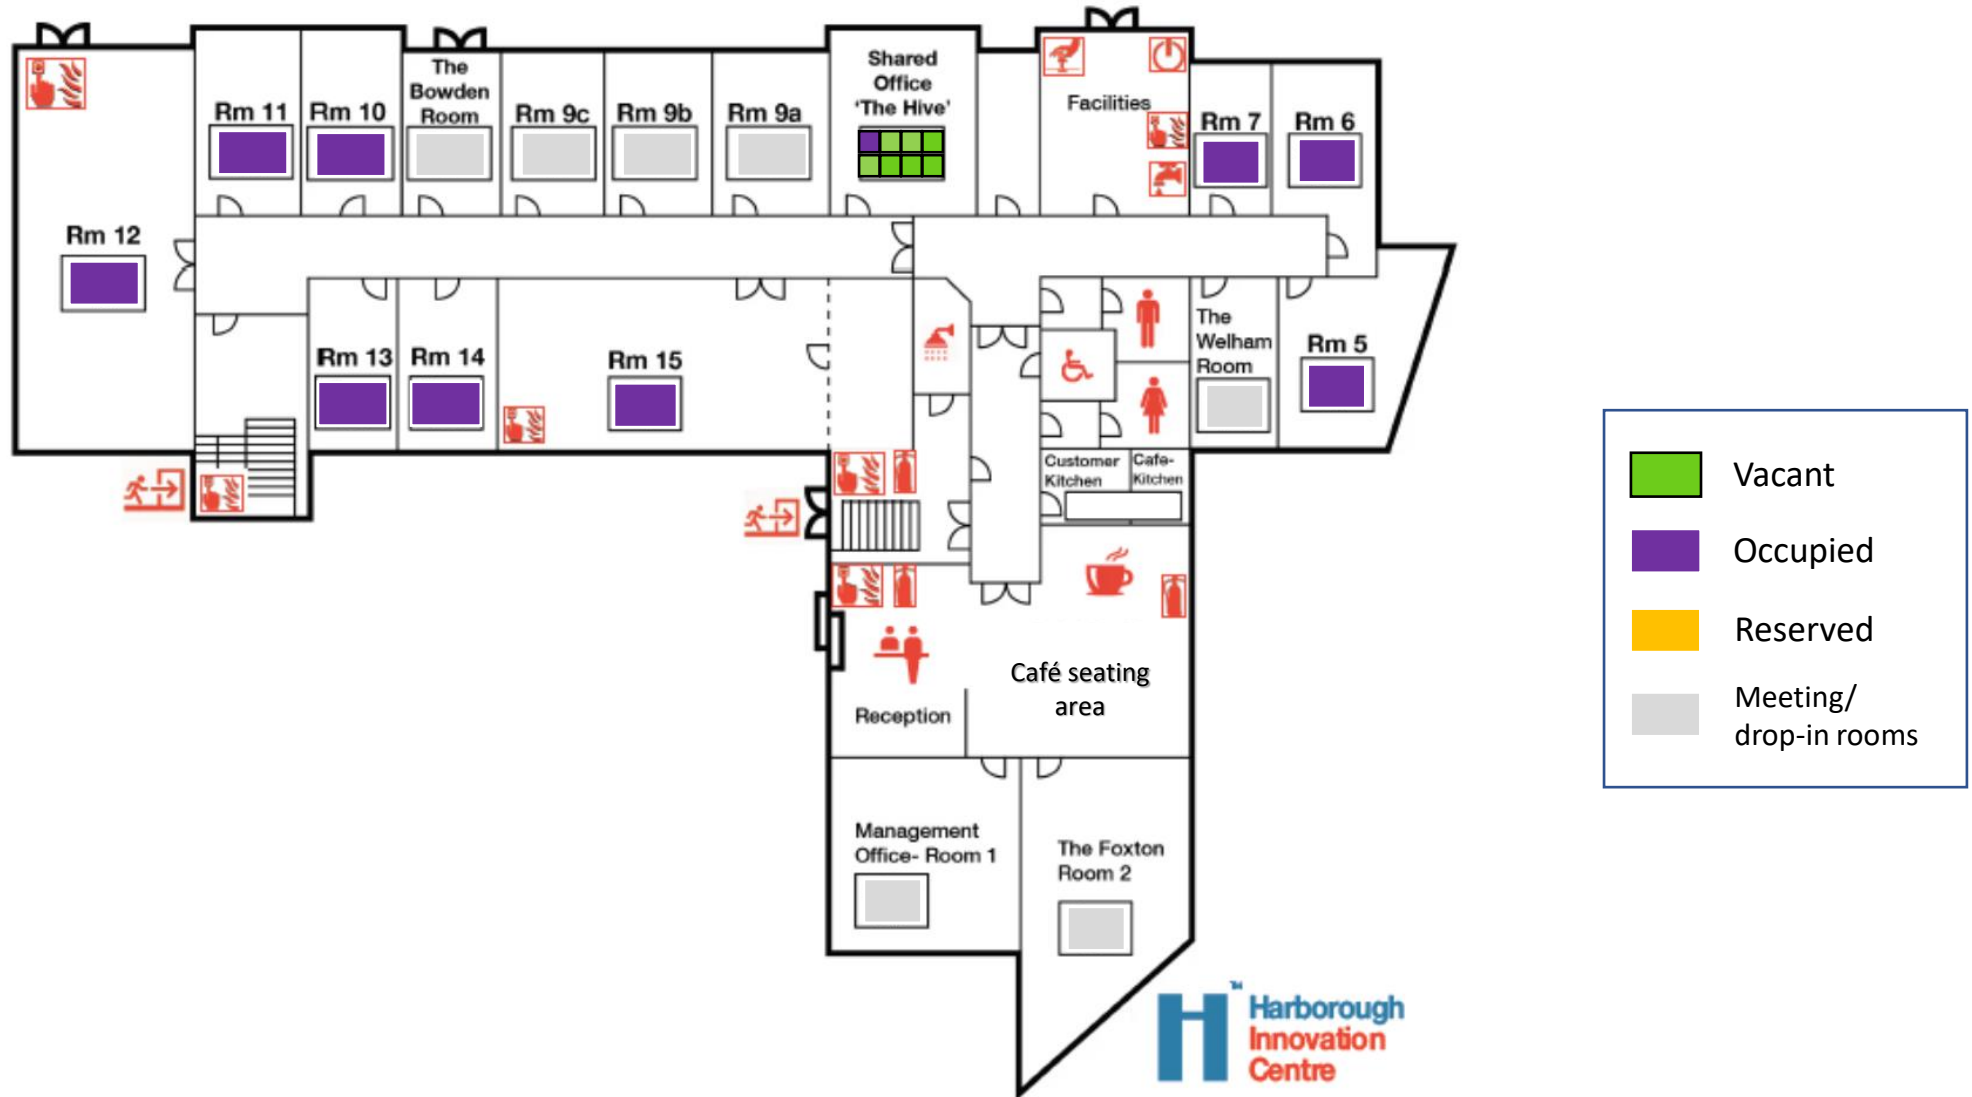 Shared
Office
'The Hive'
The
Bowden
Room
Rm 11
Rm 10
Rm 9c
Rm 9b
Rm 9a
Facilities
Rm 7
Rm 6
Rm 12
The
Welham
Room
Rm 5
Rm 13
Rm 14
Rm 15
Customer
Kitchen
Cafe-
Kitchen
Vacant
Occupied
Reserved
Meeting/
drop-in rooms
Café seating
area
Reception
Management
Office- Room 1
The Foxton
Room 2
H™
Harborough
Innovation
Centre